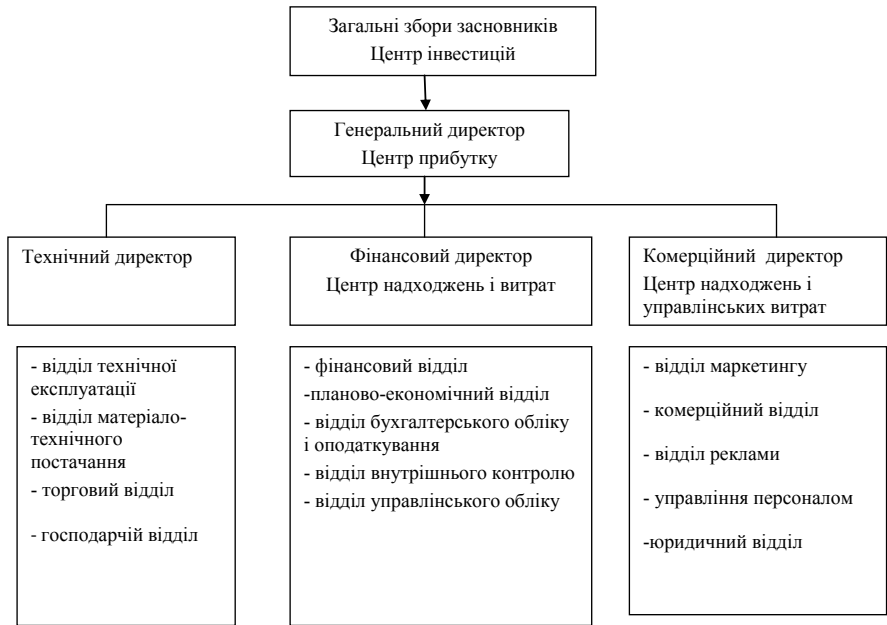 Загальні збори засновників
Центр інвестицій
Генеральний директор
Центр прибутку
Технічний директор
Фінансовий директор
Центр надходжень і витрат
Комерційний директор
Центр надходжень і
управлінських витрат
- відділ технічної
експлуатації
- відділ матеріало-
технічного
постачання
- торговий відділ
- господарчій відділ
- фінансовий відділ
-планово-економічний відділ
- відділ бухгалтерського обліку
і оподаткування
- відділ внутрішнього контролю
- відділ управлінського обліку
- відділ маркетингу
- комерційний відділ
- відділ реклами
- управління персоналом
-юридичний відділ